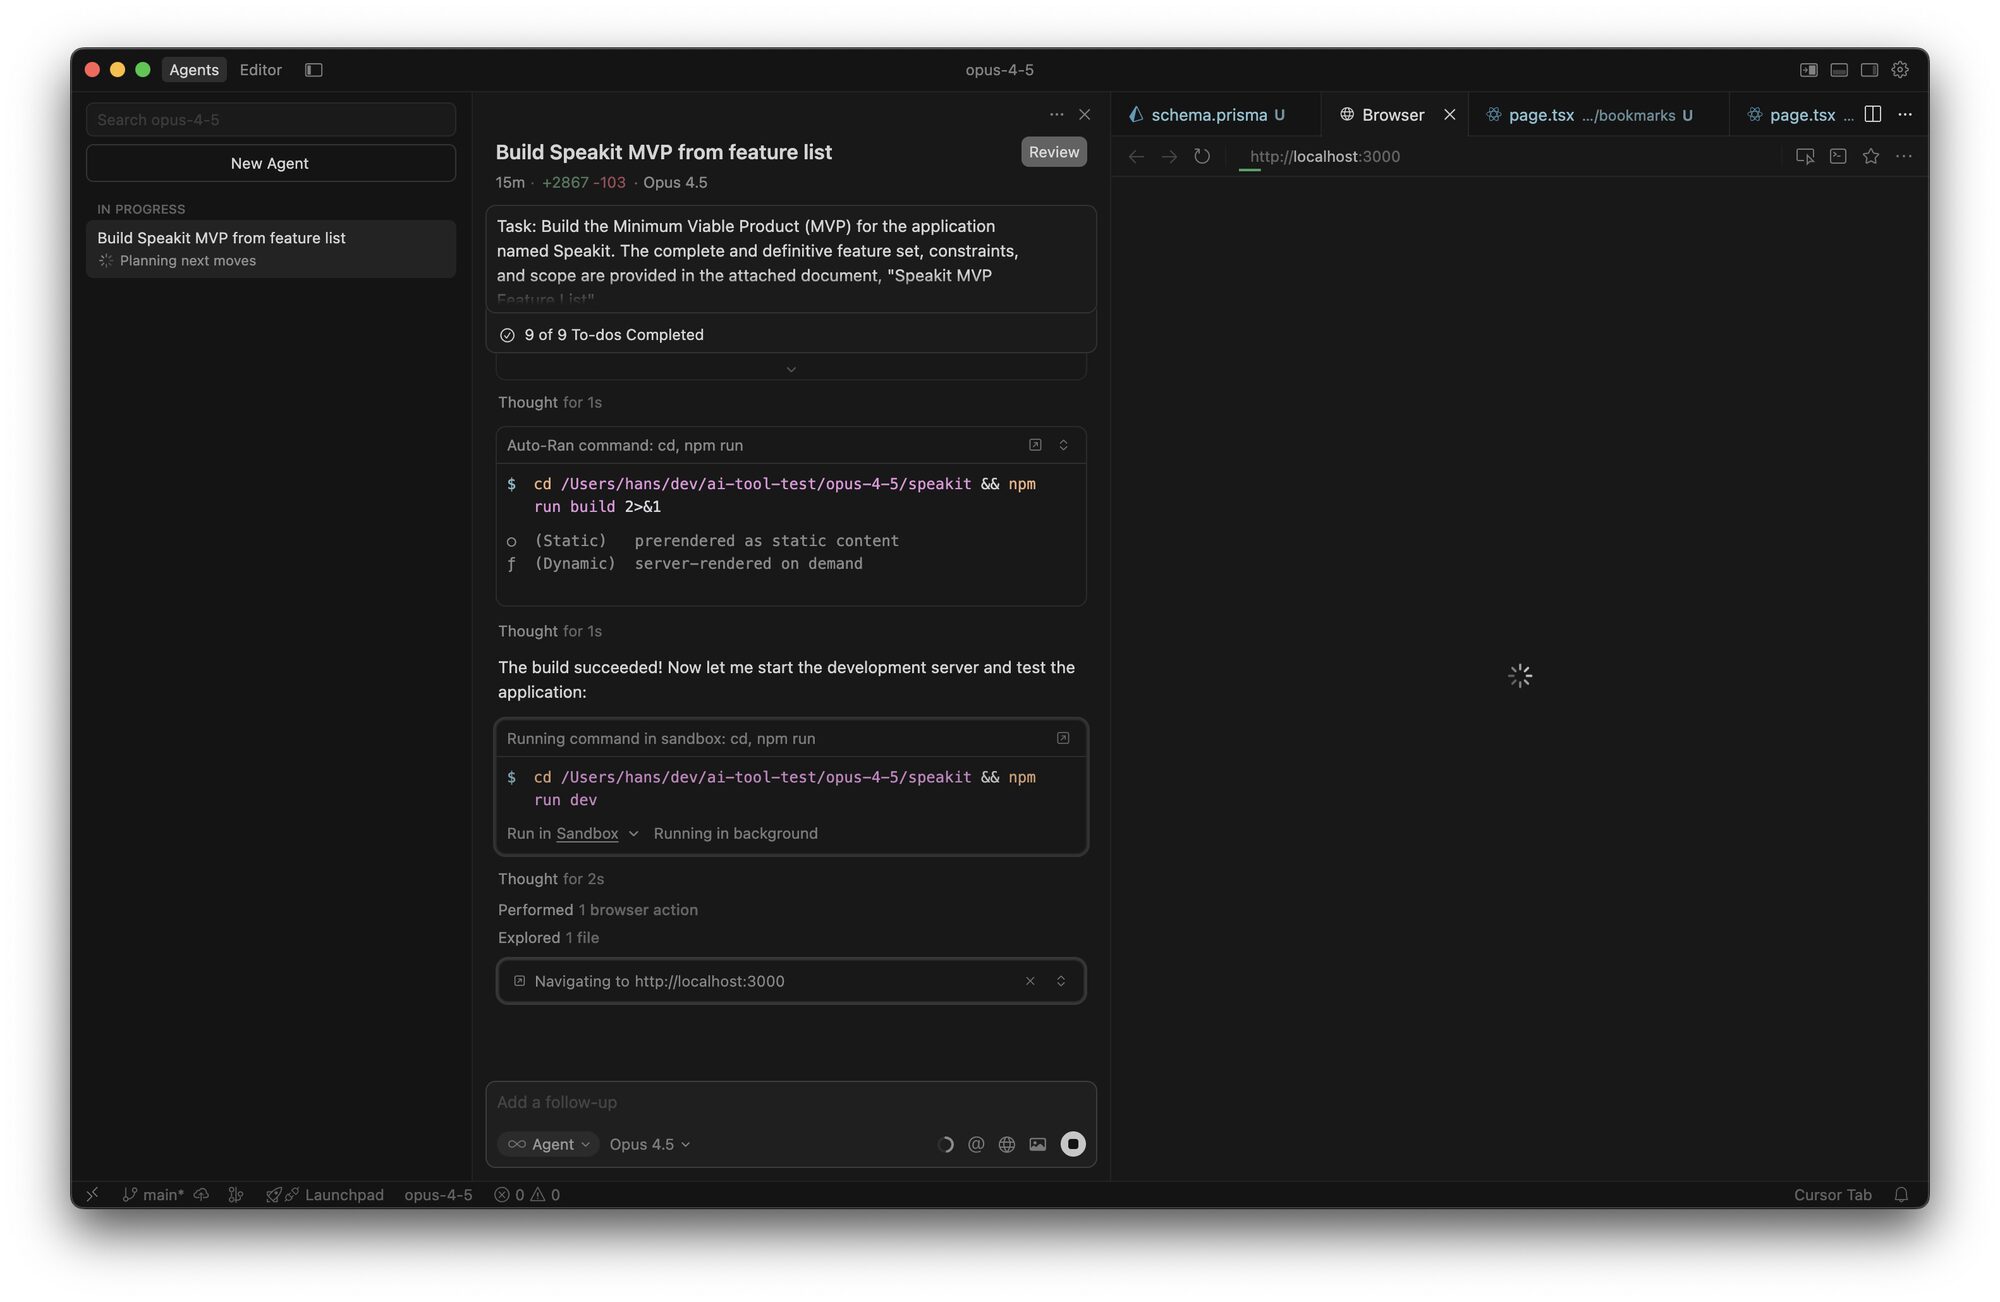 Agents Editor
opus-4-5
Search opus-4-5
New Agent
IN PROGRESS
Build Speakit MVP from feature list
Planning next moves
Build Speakit MVP from feature list
Review
15m · +2867 -103 · Opus 4.5
Task: Build the Minimum Viable Product (MVP) for the application
named Speakit. The complete and definitive feature set, constraints,
and scope are provided in the attached document, "Speakit MVP
Feature List"
9 of 9 To-dos Completed
Thought for 1s
Auto-Ran command: cd, npm run
$ cd /Users/hans/dev/ai-tool-test/opus-4-5/speakit && npm
run build 2>&1
○ (Static) prerendered as static content
ƒ (Dynamic) server-rendered on demand
Thought for 1s
The build succeeded! Now let me start the development server and test the
application:
Running command in sandbox: cd, npm run
$ cd /Users/hans/dev/ai-tool-test/opus-4-5/speakit && npm
run dev
Run in Sandbox Running in background
Thought for 2s
Performed 1 browser action
Explored 1 file
Navigating to http://localhost:3000
Add a follow-up
Agent Opus 4.5
schema.prisma U
Browser
page.tsx .../bookmarks U
page.tsx ...
http://localhost:3000
main* Launchpad opus-4-5 0 0
Cursor Tab